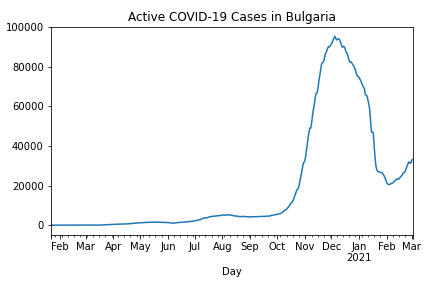 Active COVID-19 Cases in Bulgaria
100000
80000
60000
40000
20000
0
Feb Mar Apr May Jun Jul Aug Sep Oct Nov Dec Jan Feb Mar
2021
Day